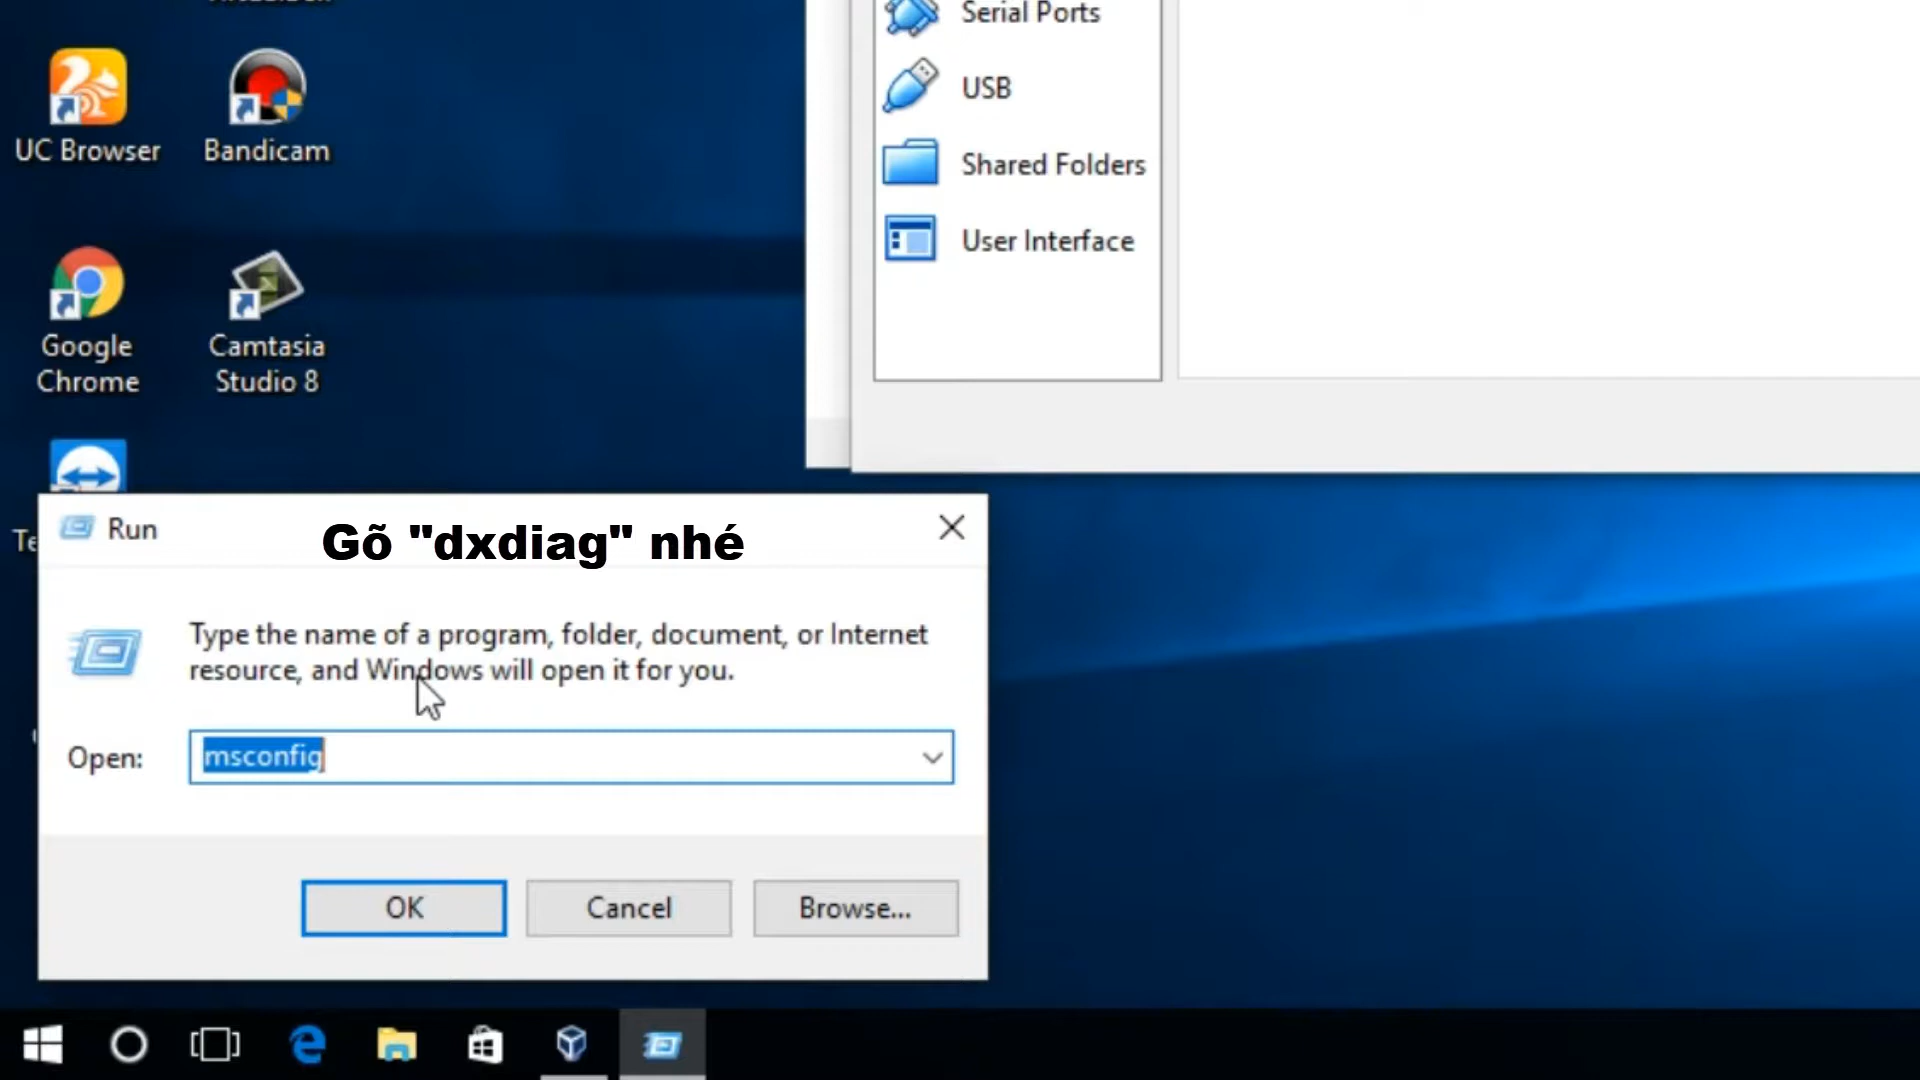 Serial Ports
USB
Shared Folders
User Interface
UC Browser
Bandicam
Google
Chrome
Camtasia
Studio 8
Run
Gõ "dxdiag" nhé
Type the name of a program, folder, document, or Internet
resource, and Windows will open it for you.
Open:
msconfig
OK
Cancel
Browse...